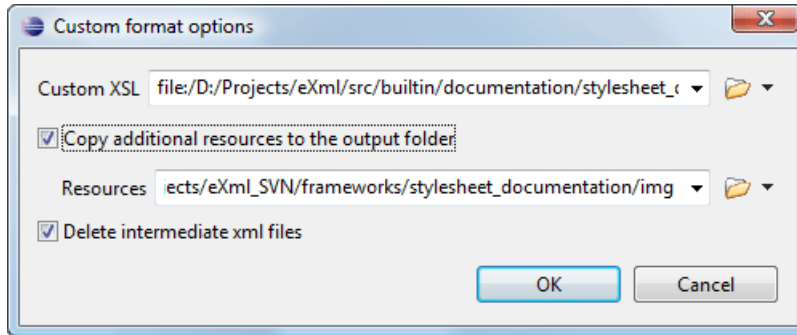 Custom format options
Custom XSL file:/D:/Projects/eXml/src/builtin/documentation/stylesheet_
Copy additional resources to the output folder
Resources jects/eXml_SVN/frameworks/stylesheet_documentation/img
Delete intermediate xml files
OK Cancel